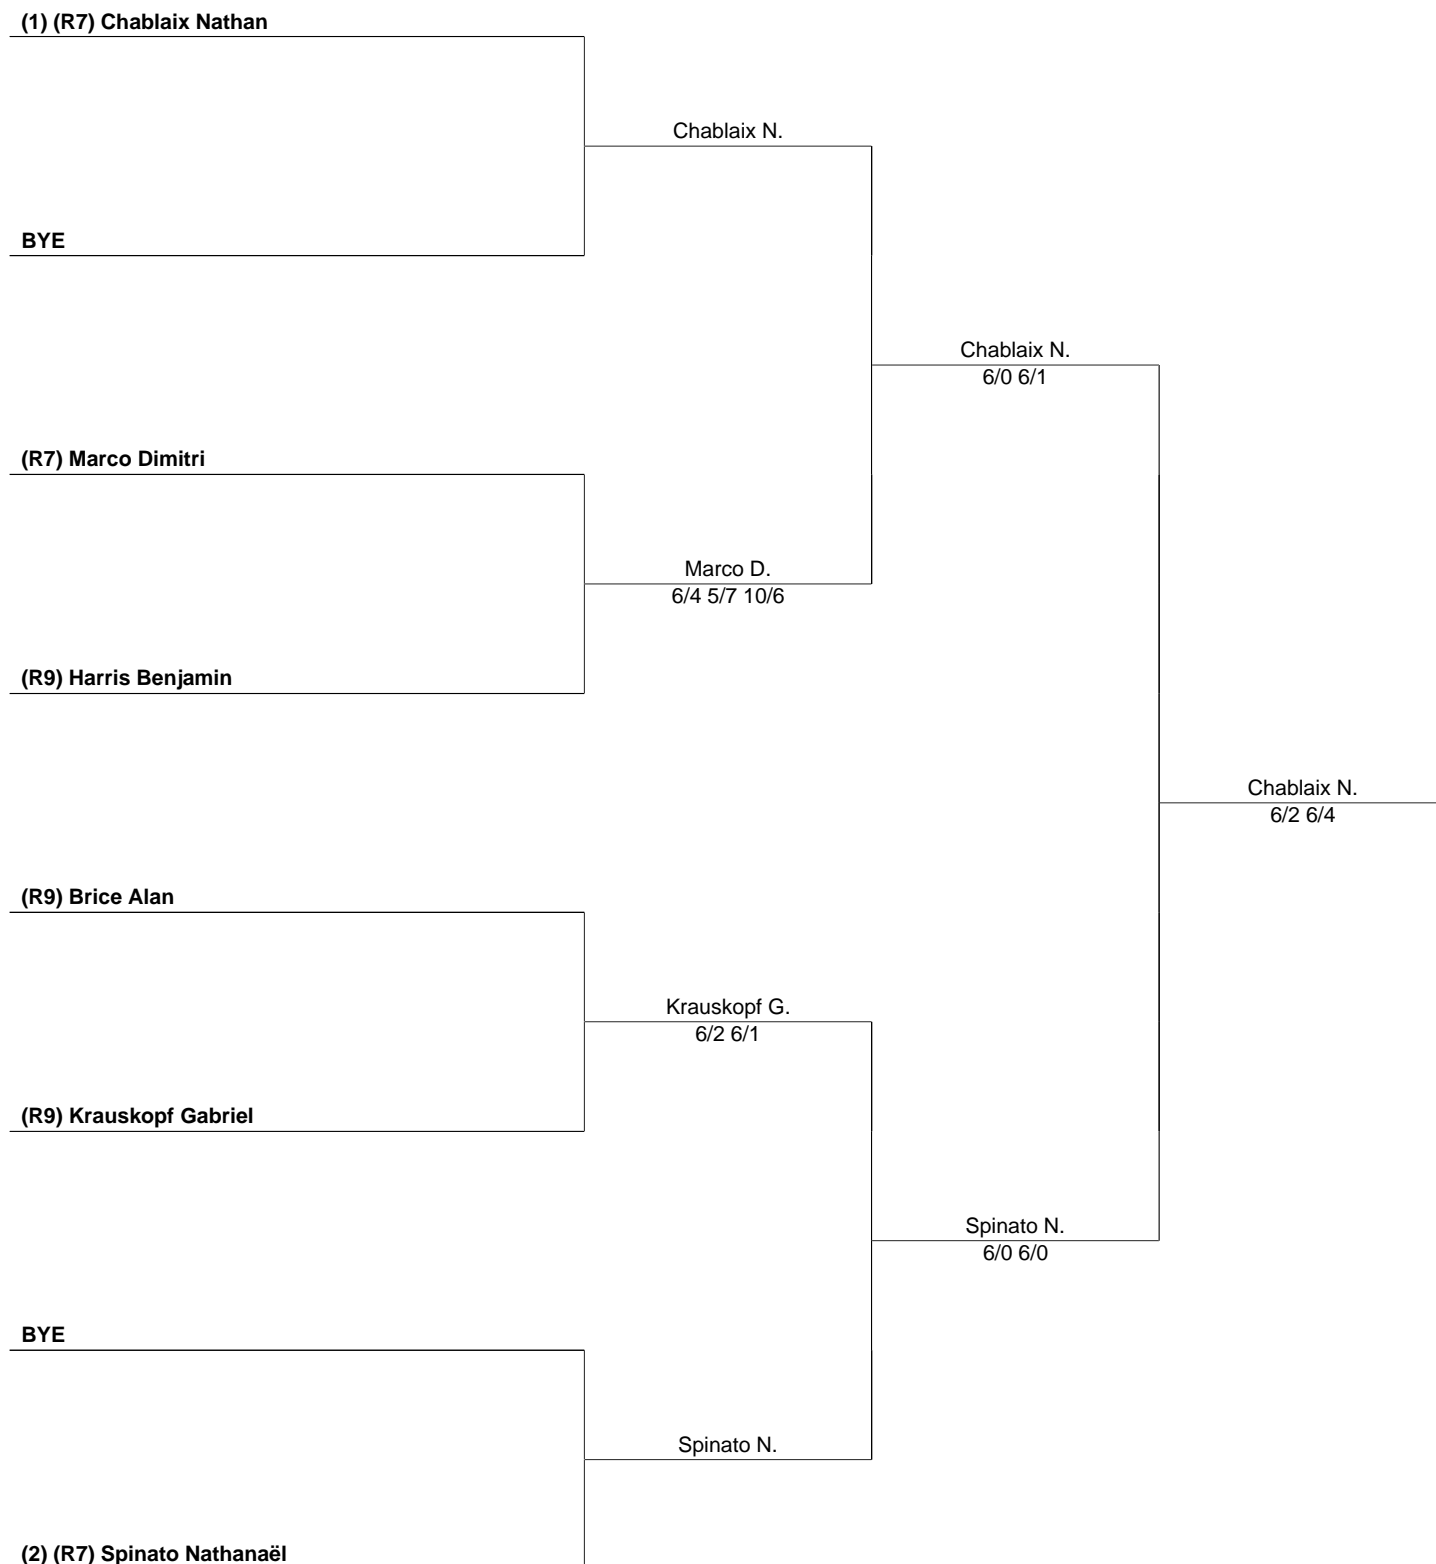 (1) (R7) Chablaix Nathan
Chablaix N.
BYE
Chablaix N.
6/0 6/1
(R7) Marco Dimitri
Marco D.
6/4 5/7 10/6
(R9) Harris Benjamin
Chablaix N.
6/2 6/4
(R9) Brice Alan
Krauskopf G.
6/2 6/1
(R9) Krauskopf Gabriel
Spinato N.
6/0 6/0
BYE
Spinato N.
(2) (R7) Spinato Nathanaël